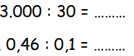 3.000 : 30 = .........
0,46 : 0,1 = .........